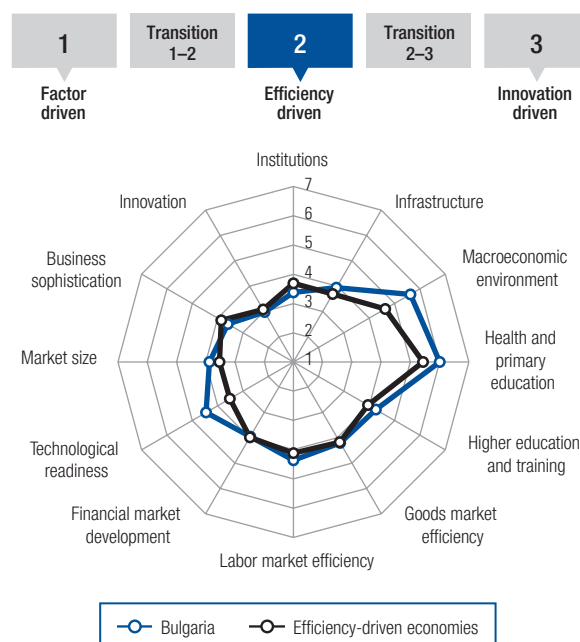 1
Transition
1–2
2
Transition
2–3
3
Factor
driven
Efficiency
driven
Innovation
driven
Institutions
Innovation
Infrastructure
Business
sophistication
Macroeconomic
environment
Market size
Health and
primary
education
Technological
readiness
Higher education
and training
Financial market
development
Goods market
efficiency
Labor market efficiency
7
6
5
4
3
2
1
Bulgaria
Efficiency-driven economies